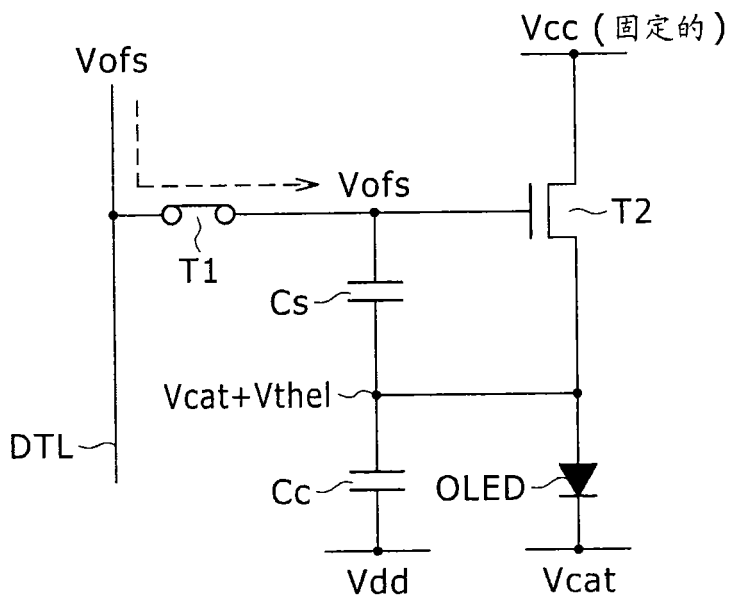 Vcc (固定的)
Vofs
Vofs
T2
T1
Cs
Vcat+Vthel
DTL
Cc
OLED
Vdd
Vcat